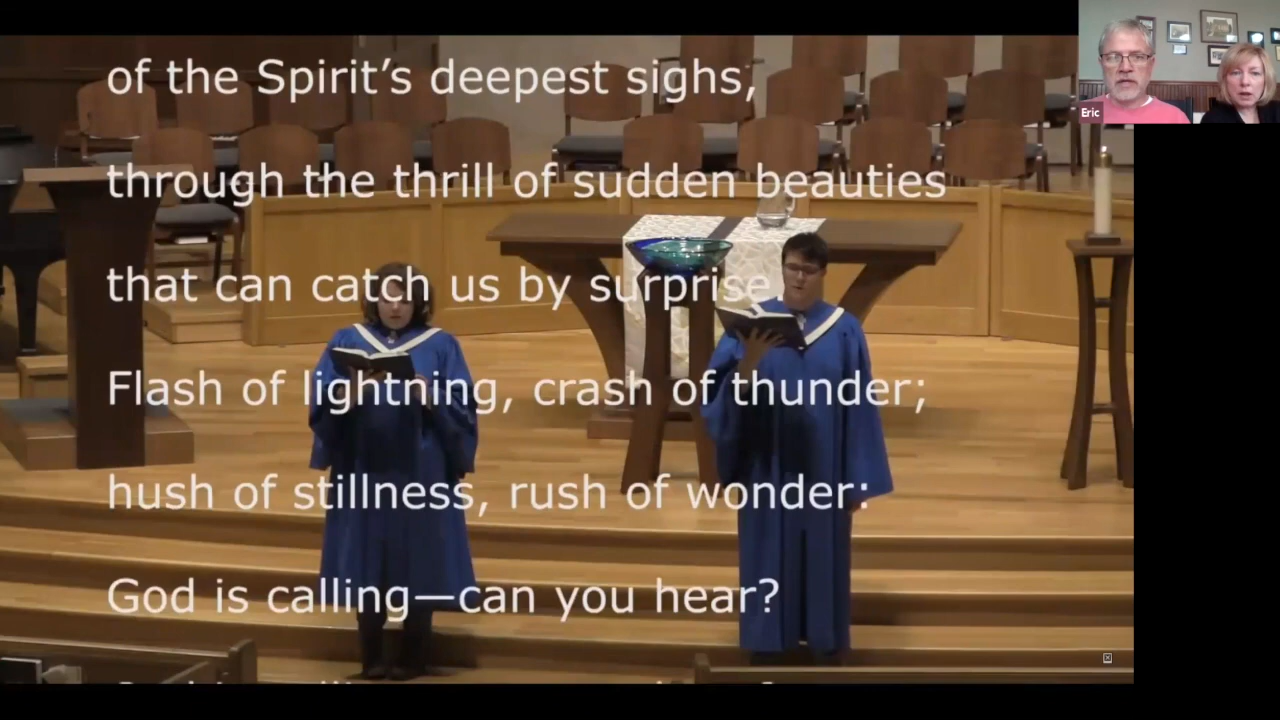 of the Spirit’s deepest sighs,
Eric
through the thrill of sudden beauties
that can catch us by surprise.
Flash of lightning, crash of thunder;
hush of stillness, rush of wonder:
God is calling—can you hear?